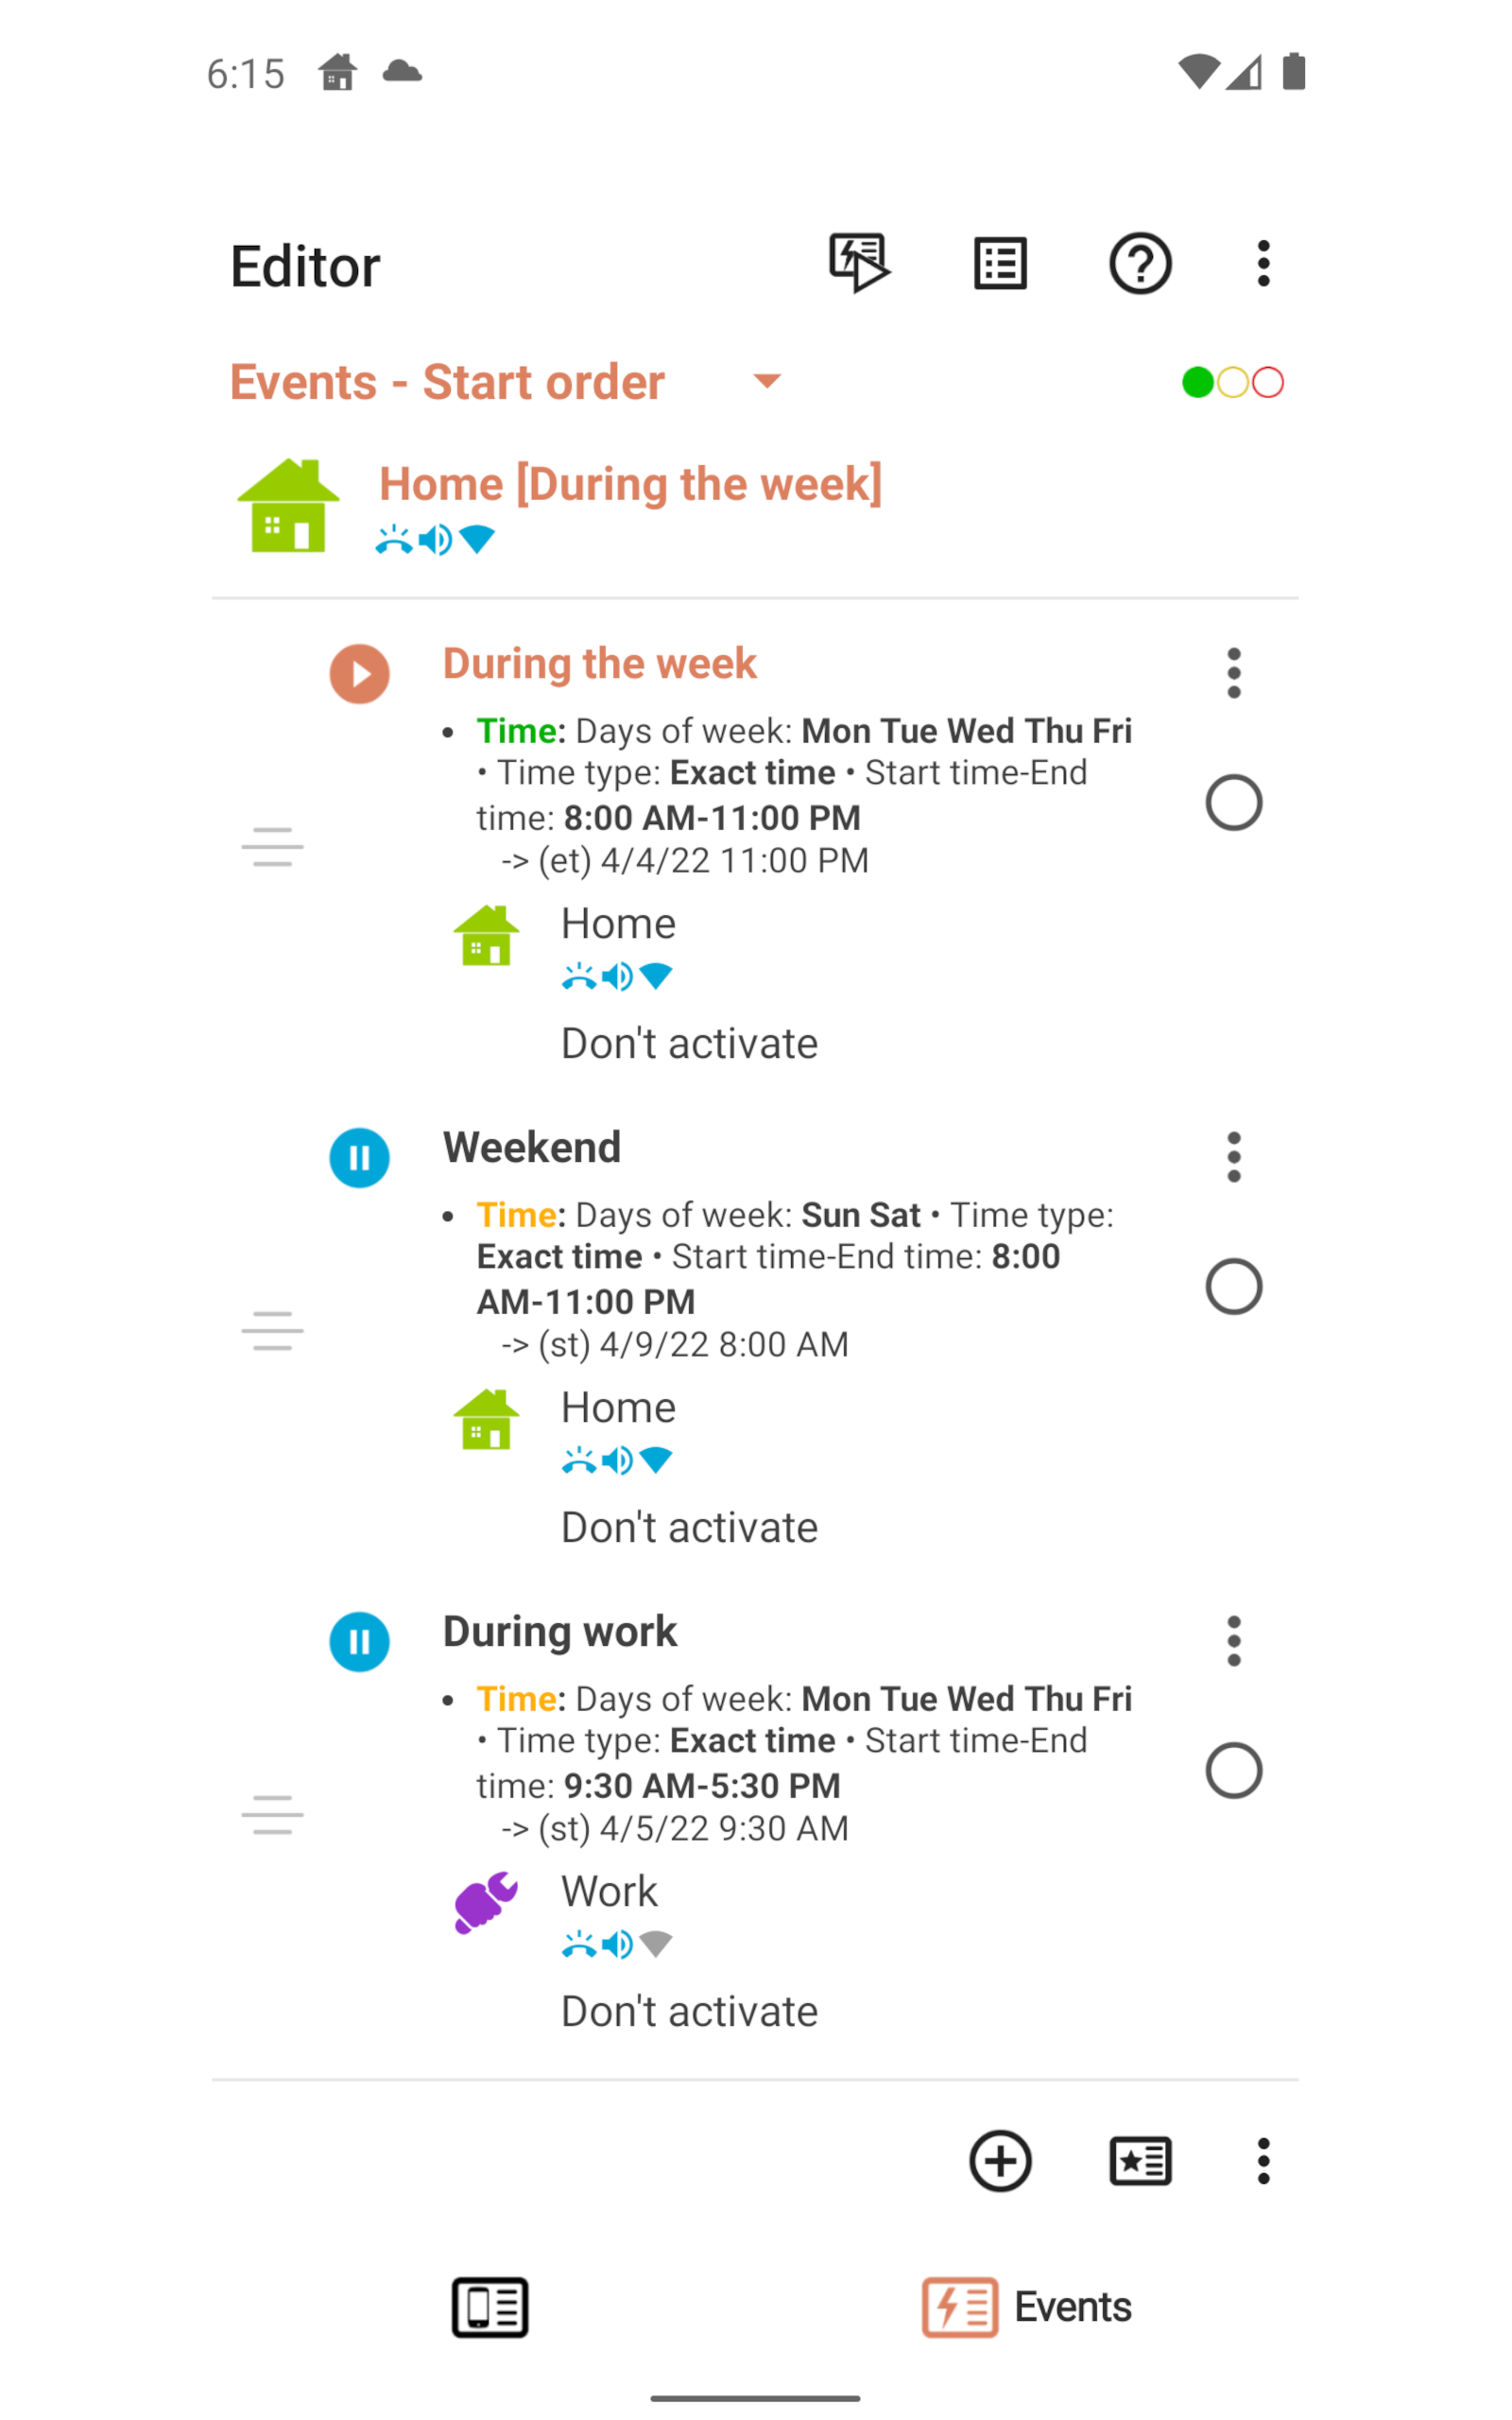 6:15
Editor
Events - Start order
Home [During the week]
During the week
• Time: Days of week: Mon Tue Wed Thu Fri
• Time type: Exact time • Start time-End
time: 8:00 AM-11:00 PM
-> (et) 4/4/22 11:00 PM
Home
Don't activate
Weekend
• Time: Days of week: Sun Sat • Time type:
Exact time • Start time-End time: 8:00
AM-11:00 PM
-> (st) 4/9/22 8:00 AM
Home
Don't activate
During work
• Time: Days of week: Mon Tue Wed Thu Fri
• Time type: Exact time • Start time-End
time: 9:30 AM-5:30 PM
-> (st) 4/5/22 9:30 AM
Work
Don't activate
Events